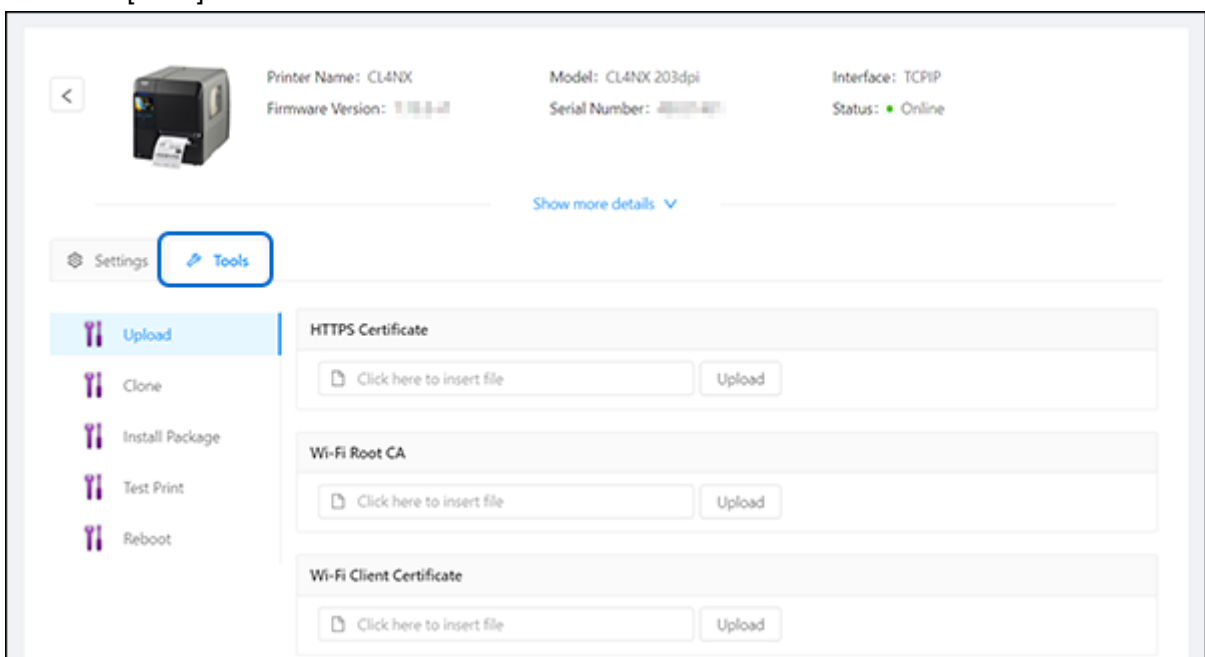 Printer Name: CL4NX Model: CL4NX 203dpi Interface: TCPIP
Firmware Version: Serial Number: Status: • Online
Show more details
Settings Tools
Upload
Clone
Install Package
Test Print
Reboot
HTTPS Certificate
Click here to insert file Upload
Wi-Fi Root CA
Click here to insert file Upload
Wi-Fi Client Certificate
Click here to insert file Upload